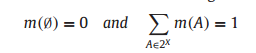 m(ø) = 0 and ∑ m(A) = 1
A∈2^X